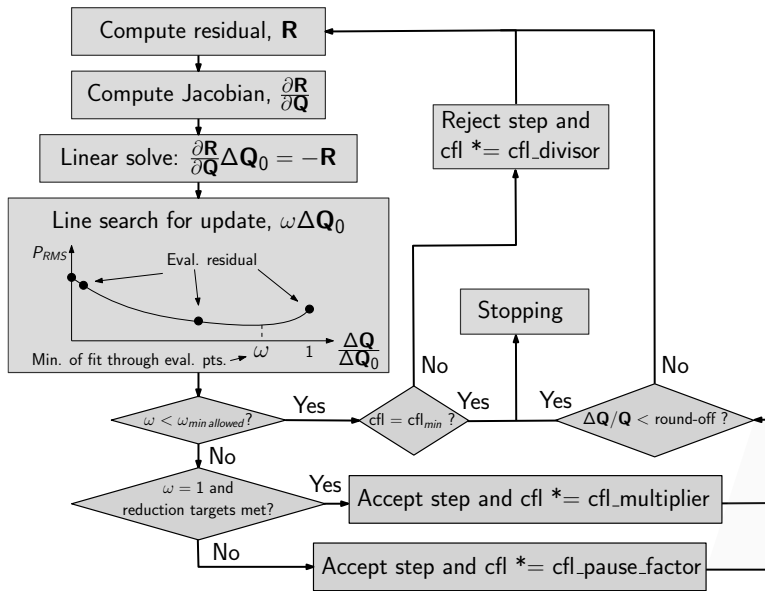 Compute residual, R
Compute Jacobian, ∂R/∂Q
Linear solve: ∂R/∂Q ΔQ₀ = −R
Line search for update, ωΔQ₀
P_RMS
Eval. residual
Min. of fit through eval. pts.
ω
1
ΔQ/ΔQ₀
Reject step and
cfl *= cfl_divisor
Stopping
No
No
ω < ω_min allowed?
Yes
cfl = cfl_min ?
Yes
Yes
ΔQ/Q < round-off ?
No
ω = 1 and
reduction targets met?
Yes
Accept step and cfl *= cfl_multiplier
No
Accept step and cfl *= cfl_pause_factor